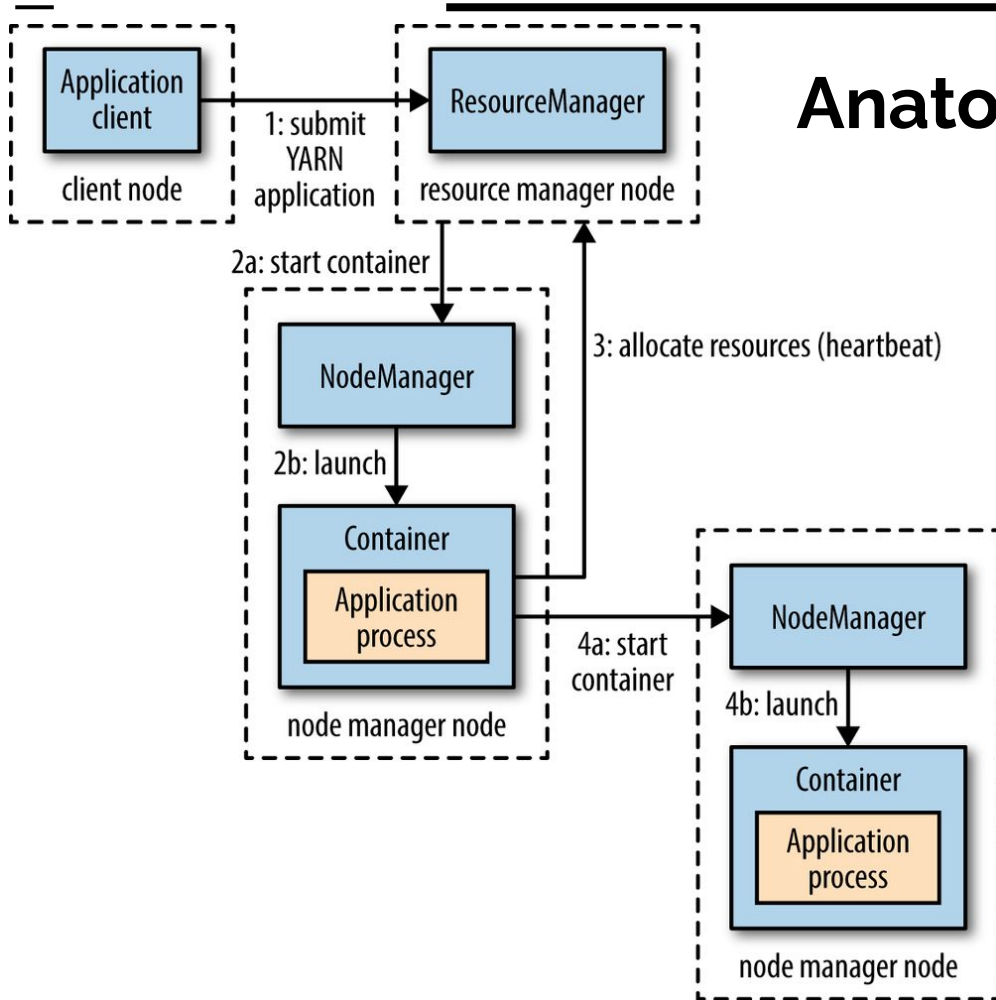 Anato
Application
client
client node
1: submit
YARN
application
ResourceManager
resource manager node
2a: start container
NodeManager
2b: launch
Container
Application
process
node manager node
3: allocate resources (heartbeat)
4a: start
container
NodeManager
4b: launch
Container
Application
process
node manager node